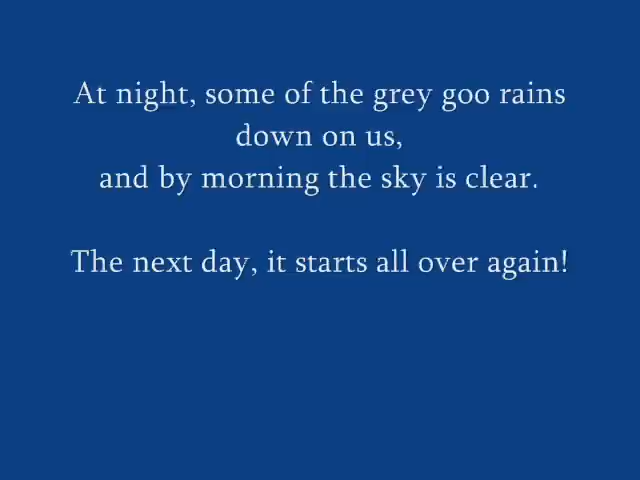 At night, some of the grey goo rains
down on us,
and by morning the sky is clear.
The next day, it starts all over again!